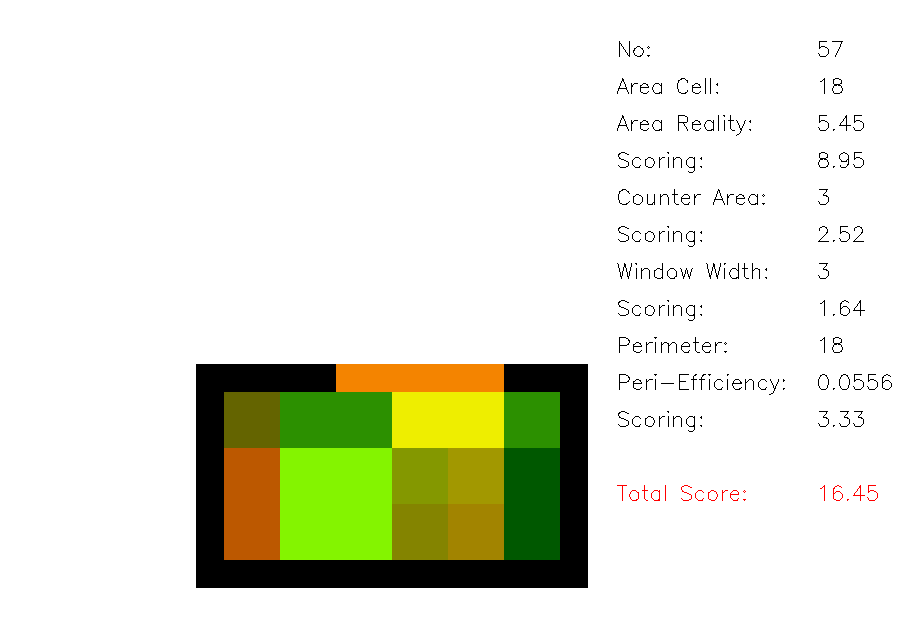 No: 57
Area Cell: 18
Area Reality: 5.45
Scoring: 8.95
Counter Area: 3
Scoring: 2.52
Window Width: 3
Scoring: 1.64
Perimeter: 18
Peri-Efficiency: 0.0556
Scoring: 3.33
Total Score: 16.45